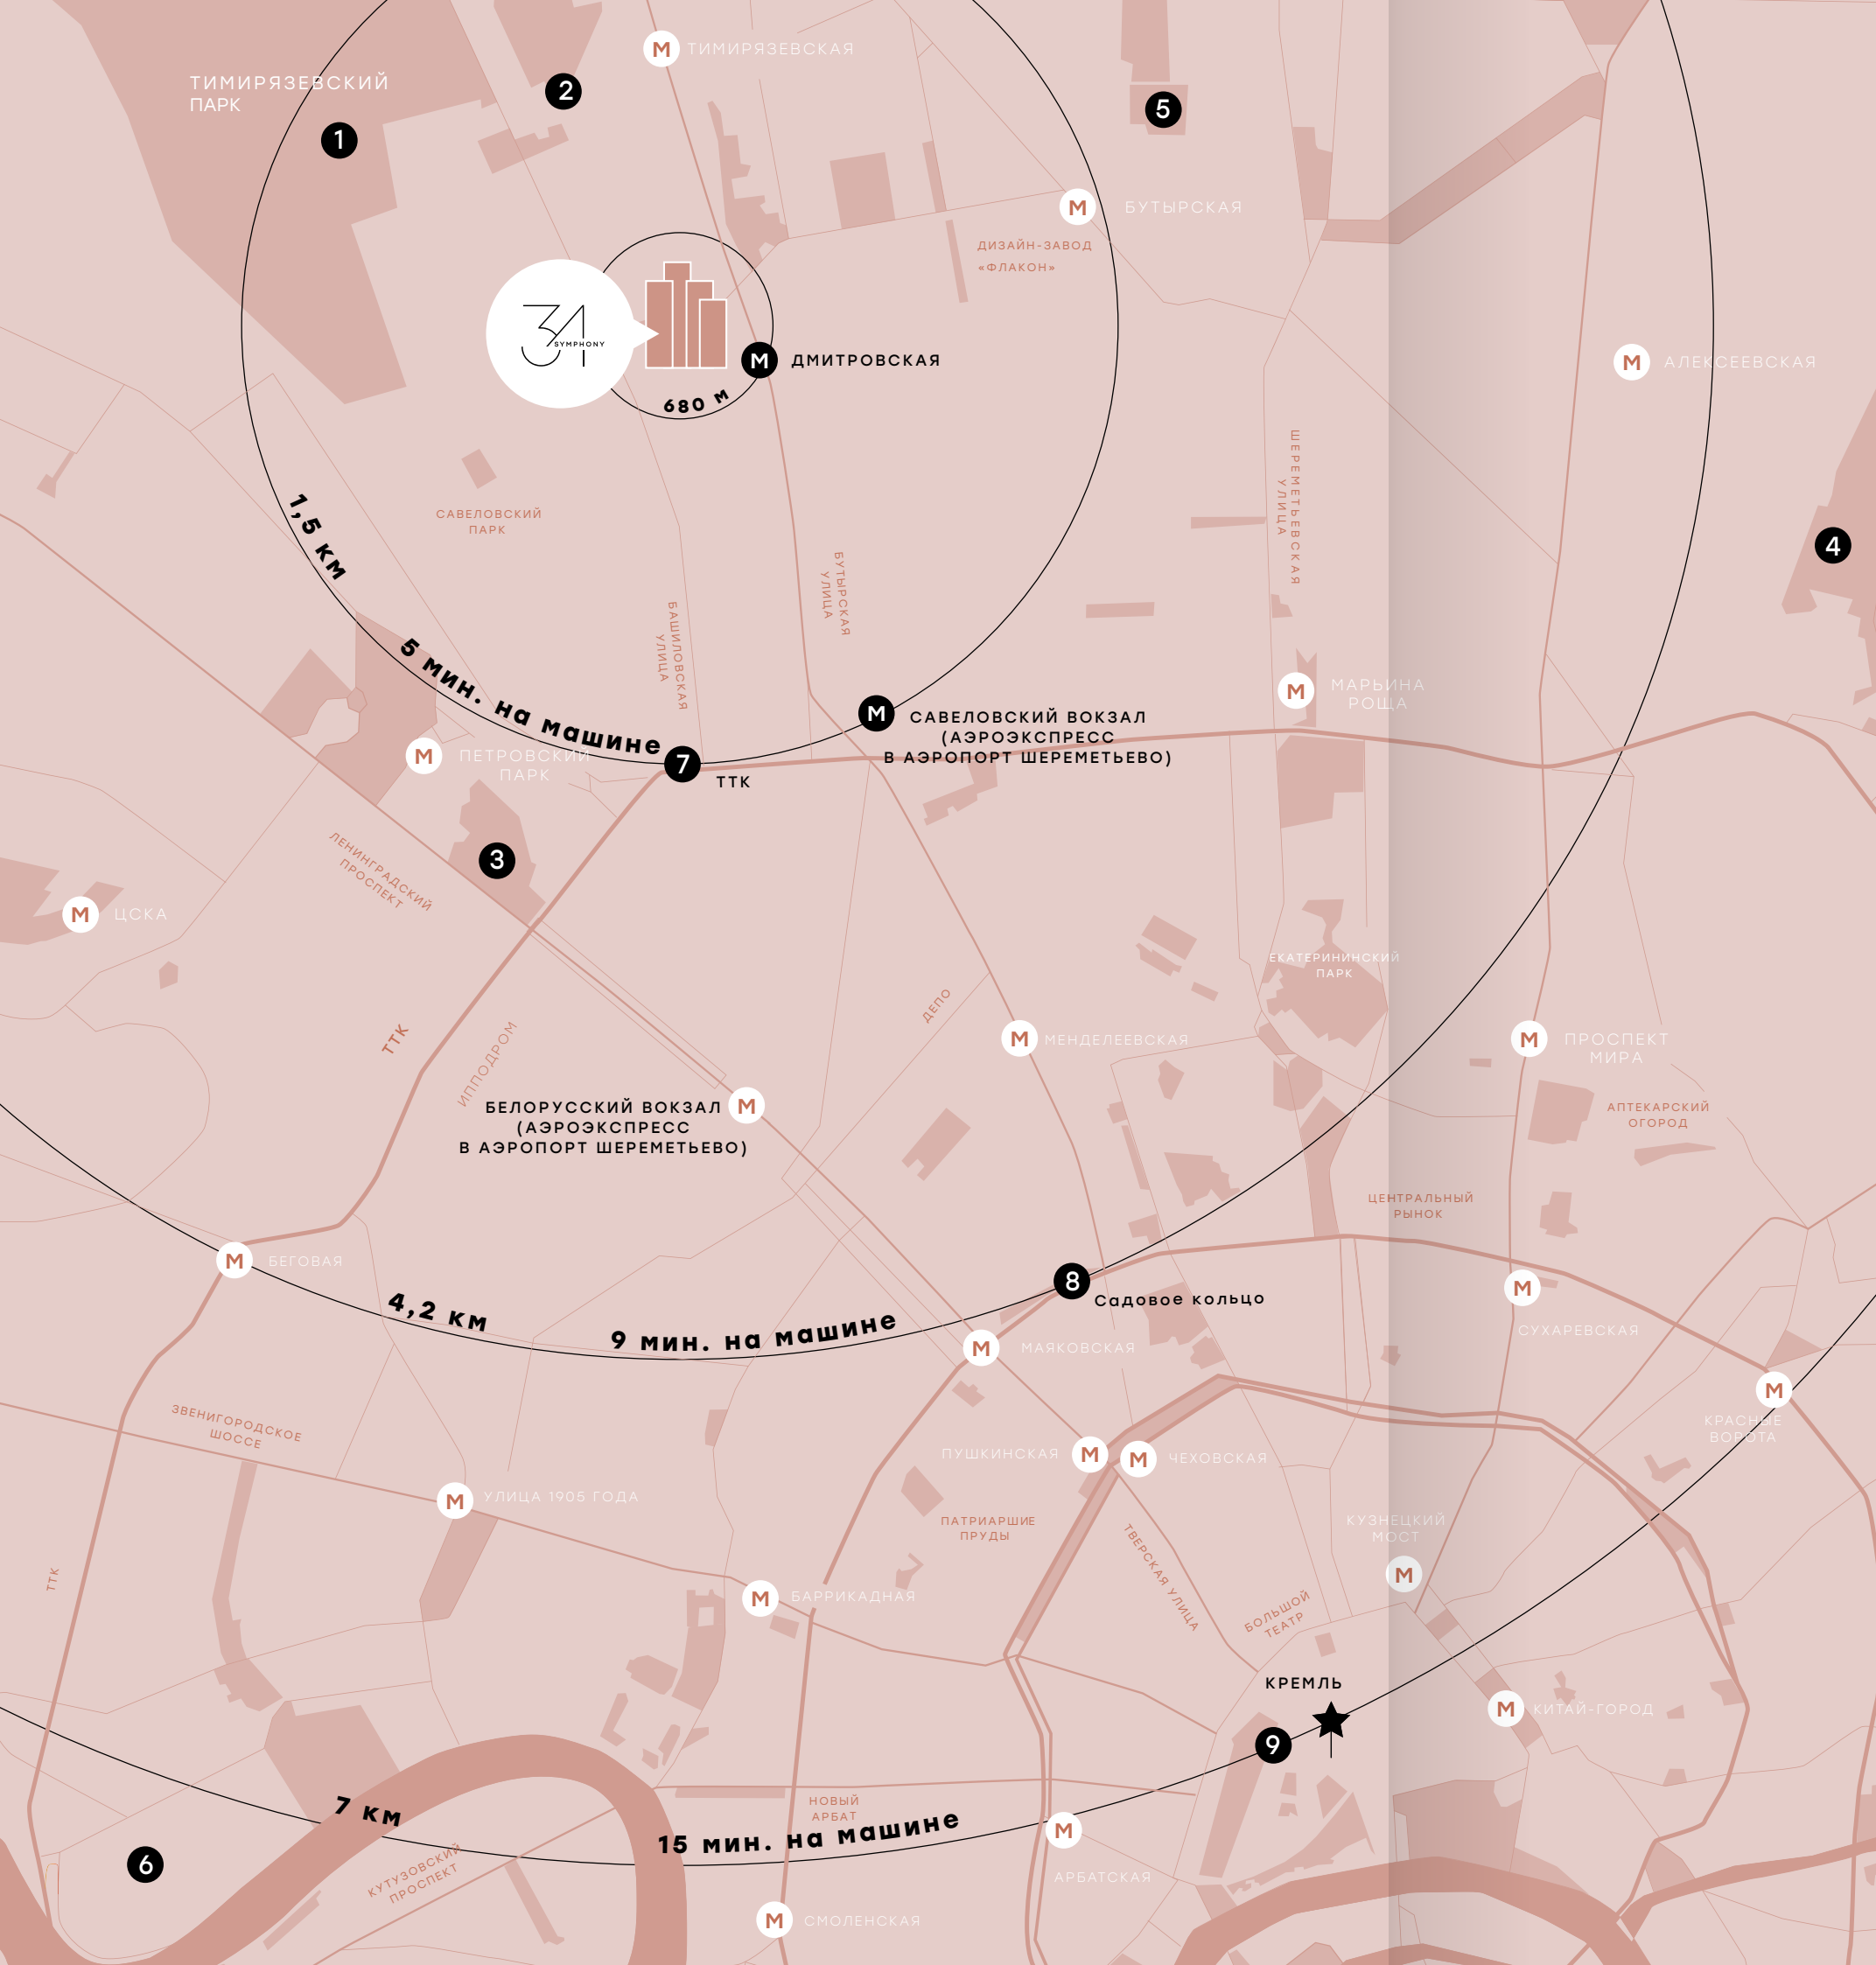 М ТИМИРЯЗЕВСКАЯ
ТИМИРЯЗЕВСКИЙ
ПАРК
2
1
5
М БУТЫРСКАЯ
ДИЗАЙН-ЗАВОД
«ФЛАКОН»
34
SYMPHONY
М ДМИТРОВСКАЯ
680 м
М АЛЕКСЕЕВСКАЯ
ШЕРЕМЕТЬЕВСКАЯ
УЛИЦА
САВЕЛОВСКИЙ
ПАРК
1,5 км
4
БУТЫРСКАЯ
УЛИЦА
БАШИЛОВСКАЯ
УЛИЦА
5 мин. на машине
М МАРЬИНА
РОЩА
М САВЕЛОВСКИЙ ВОКЗАЛ
(АЭРОЭКСПРЕСС
В АЭРОПОРТ ШЕРЕМЕТЬЕВО)
М ПЕТРОВСКИЙ
ПАРК
7
ТТК
ЛЕНИНГРАДСКИЙ
ПРОСПЕКТ
3
М ЦСКА
ЕКАТЕРИНИНСКИЙ
ПАРК
ДЕПО
ТТК
ИППОДРОМ
М МЕНДЕЛЕЕВСКАЯ
М ПРОСПЕКТ
МИРА
БЕЛОРУССКИЙ ВОКЗАЛ М
(АЭРОЭКСПРЕСС
В АЭРОПОРТ ШЕРЕМЕТЬЕВО)
АПТЕКАРСКИЙ
ОГОРОД
ЦЕНТРАЛЬНЫЙ
РЫНОК
М БЕГОВАЯ
8
Садовое кольцо
М
СУХАРЕВСКАЯ
4,2 км
9 мин. на машине
М МАЯКОВСКАЯ
М
КРАСНЫЕ
ВОРОТА
ЗВЕНИГОРОДСКОЕ
ШОССЕ
ПУШКИНСКАЯ М
М ЧЕХОВСКАЯ
М УЛИЦА 1905 ГОДА
ПАТРИАРШИЕ
ПРУДЫ
КУЗНЕЦКИЙ
МОСТ
М
ТВЕРСКАЯ УЛИЦА
ТТК
М БАРРИКАДНАЯ
БОЛЬШОЙ
ТЕАТР
КРЕМЛЬ
М КИТАЙ-ГОРОД
9
НОВЫЙ
АРБАТ
7 км
15 мин. на машине
М
АРБАТСКАЯ
6
КУТУЗОВСКИЙ
ПРОСПЕКТ
М СМОЛЕНСКАЯ